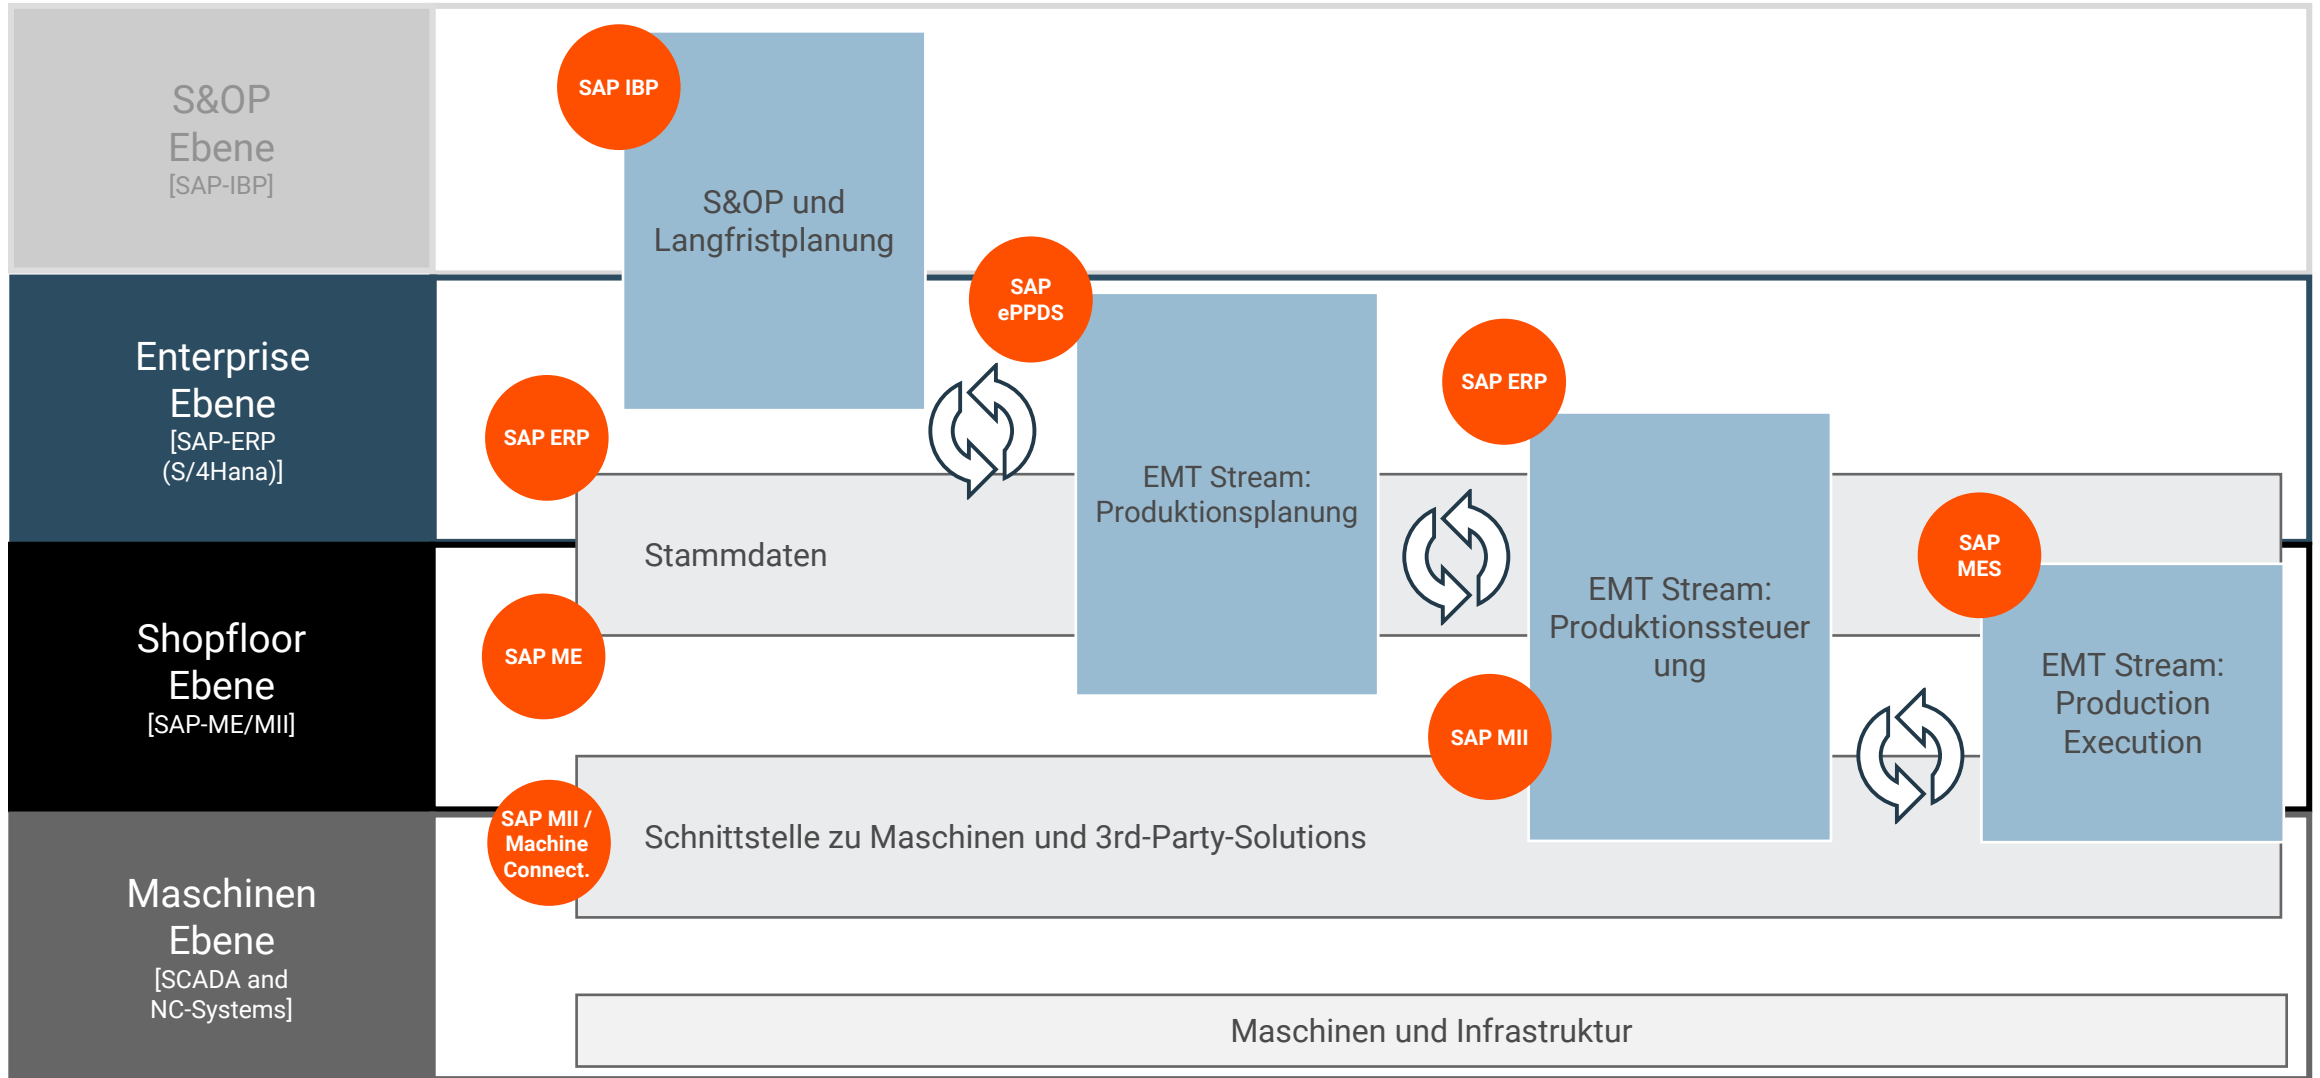 S&OP
Ebene
[SAP-IBP]
SAP IBP
S&OP und
Langfristplanung
Enterprise
Ebene
[SAP-ERP
(S/4Hana)]
SAP
ePPDS
SAP ERP
SAP ERP
EMT Stream:
Produktionsplanung
Stammdaten
SAP
MES
Shopfloor
Ebene
[SAP-ME/MII]
SAP ME
EMT Stream:
Produktionssteuer
ung
SAP MII
EMT Stream:
Production
Execution
SAP MII /
Machine
Connect.
Schnittstelle zu Maschinen und 3rd-Party-Solutions
Maschinen
Ebene
[SCADA and
NC-Systems]
Maschinen und Infrastruktur